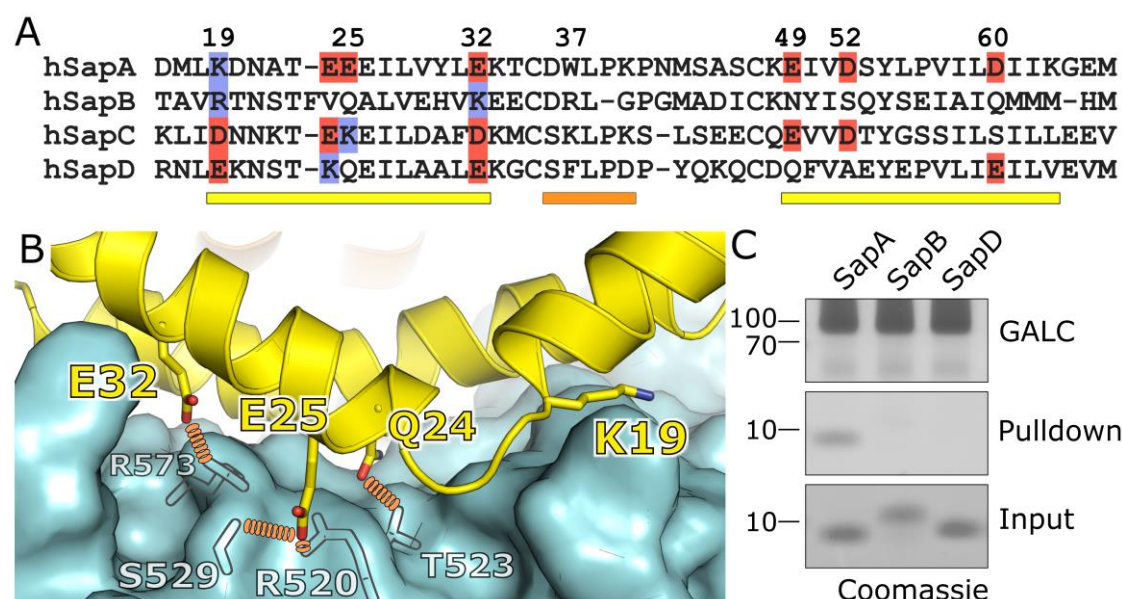 A
19 25 32 37 49 52 60
hSapA DMLKDNAT-EEEILVYLEKTCDWLPKPNMSASCKEIVDSYLPVILDIIKGEM
hSapB TAVRTNSTFVQALVEHVKEECDRL-GPGMADICKNYISQYSEIAIQMMM-HM
hSapC KLIDNNKT-EKEILDAFDKMCSKLPKS-LSEECQEVVDTYGSSILSILLEEV
hSapD RNLEKNST-KQEILAALEKGCSFLPDP-YQKQCDQFVAEYEPVLIEILVEVM
B
E32
E25
Q24
K19
R573
S529
R520
T523
C
SapA SapB SapD
100
70
GALC
10
Pulldown
10
Input
Coomassie